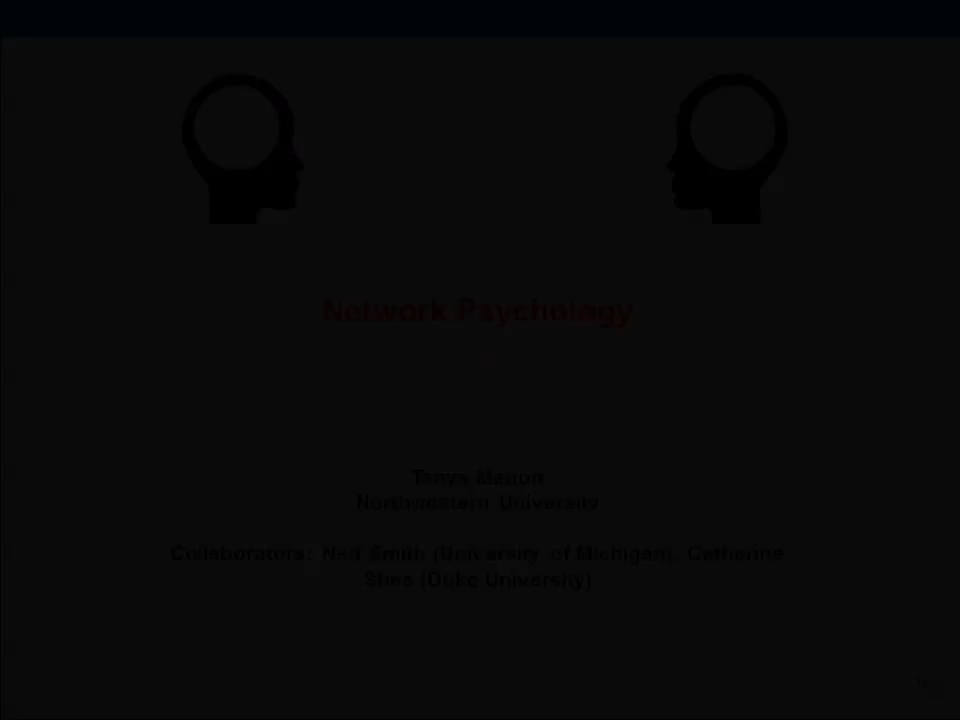 Network Psychology
Tanya Menon
Northwestern University
Collaborators: Ned Smith (University of Michigan), Catherine
Shea (Duke University)